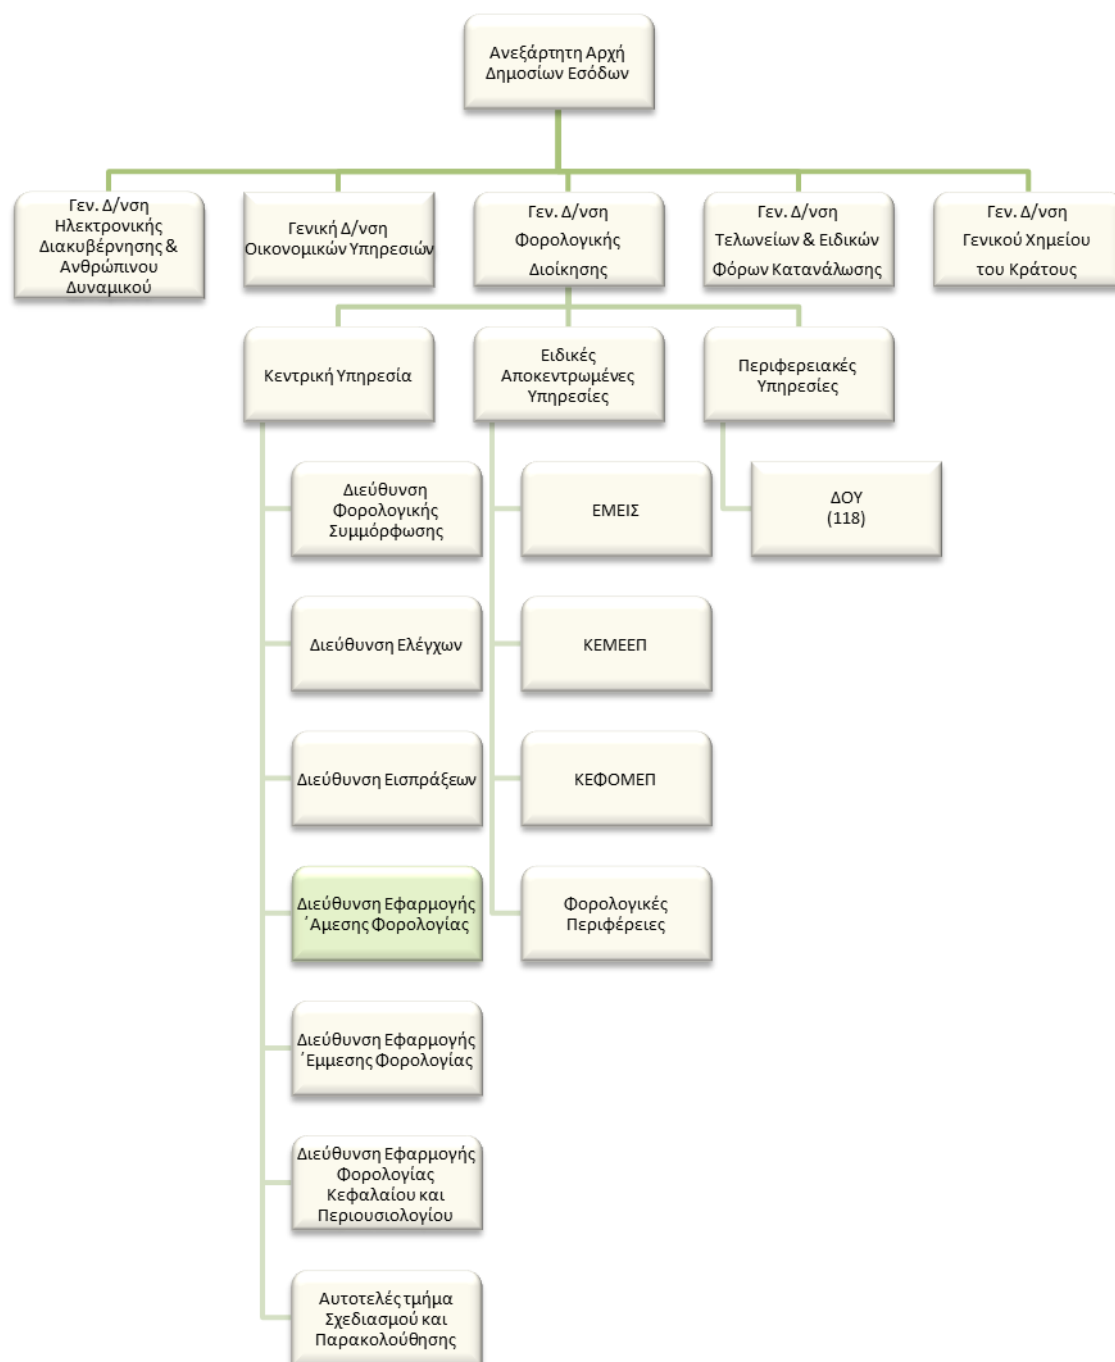 Ανεξάρτητη Αρχή
Δημοσίων Εσόδων
Γεν. Δ/νση
Ηλεκτρονικής
Διακυβέρνησης &
Ανθρώπινου
Δυναμικού
Γενική Δ/νση
Οικονομικών Υπηρεσιών
Γεν. Δ/νση
Φορολογικής
Διοίκησης
Γεν. Δ/νση
Τελωνείων & Ειδικών
Φόρων Κατανάλωσης
Γεν. Δ/νση
Γενικού Χημείου
του Κράτους
Κεντρική Υπηρεσία
Ειδικές
Αποκεντρωμένες
Υπηρεσίες
Περιφερειακές
Υπηρεσίες
Διεύθυνση
Φορολογικής
Συμμόρφωσης
Διεύθυνση Ελέγχων
Διεύθυνση Εισπράξεων
Διεύθυνση Εφαρμογής
΄Αμεσης Φορολογίας
Διεύθυνση Εφαρμογής
΄Εμμεσης Φορολογίας
Διεύθυνση Εφαρμογής
Φορολογίας
Κεφαλαίου και
Περιουσιολογίου
Αυτοτελές τμήμα
Σχεδιασμού και
Παρακολούθησης
ΕΜΕΙΣ
ΚΕΜΕΕΠ
ΚΕΦΟΜΕΠ
Φορολογικές
Περιφέρειες
ΔΟΥ
(118)